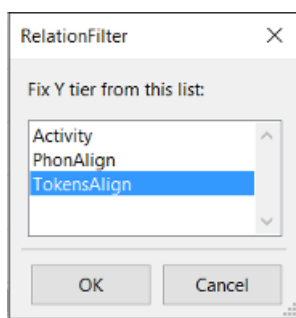 RelationFilter
Fix Y tier from this list:
Activity
PhonAlign
TokensAlign
OK Cancel